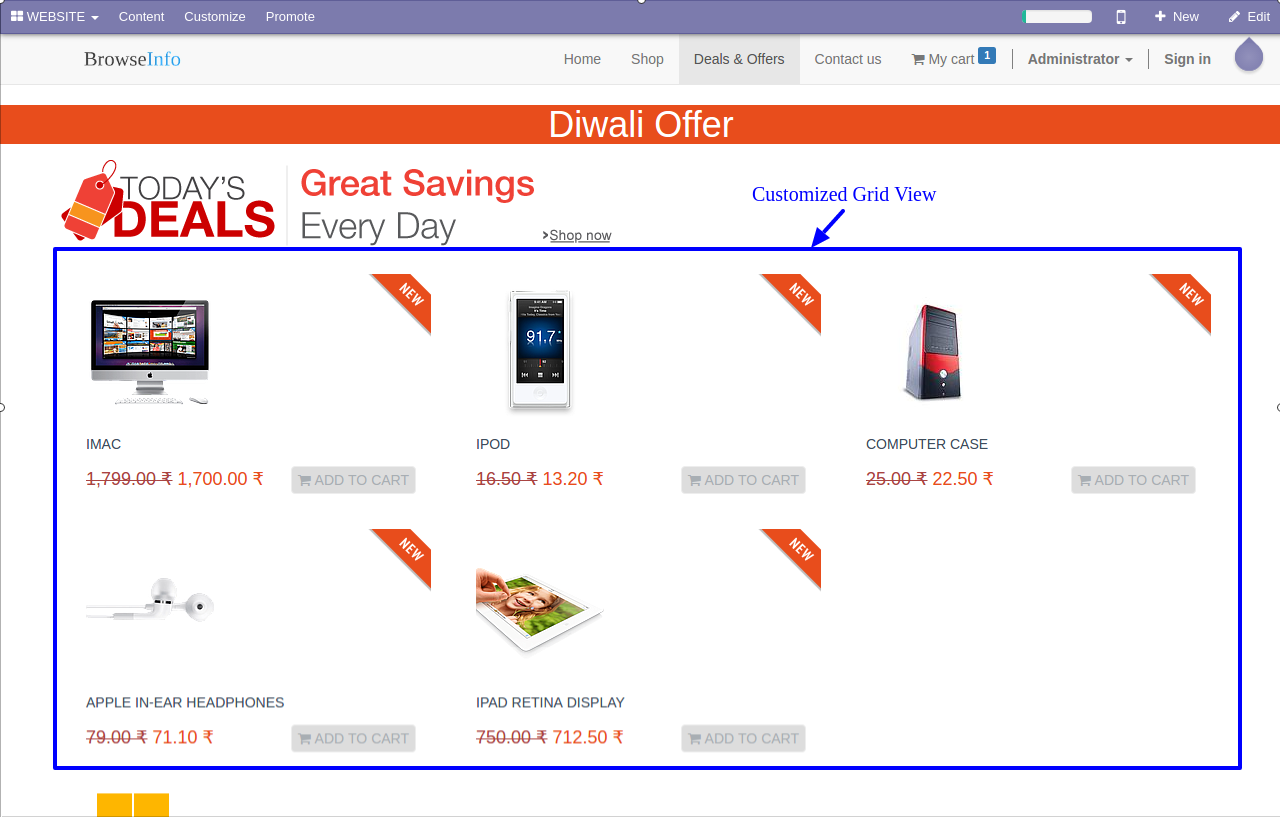 WEBSITE Content Customize Promote New Edit
BrowseInfo Home Shop Deals & Offers Contact us My cart 1 Administrator Sign in
Diwali Offer
TODAY'S
DEALS
Great Savings
Every Day
Shop now
Customized Grid View
NEW NEW NEW
91.7
IMAC IPOD COMPUTER CASE
1,799.00 ₹ 1,700.00 ₹ ADD TO CART 16.50 ₹ 13.20 ₹ ADD TO CART 25.00 ₹ 22.50 ₹ ADD TO CART
NEW NEW
APPLE IN-EAR HEADPHONES IPAD RETINA DISPLAY
79.00 ₹ 71.10 ₹ ADD TO CART 750.00 ₹ 712.50 ₹ ADD TO CART